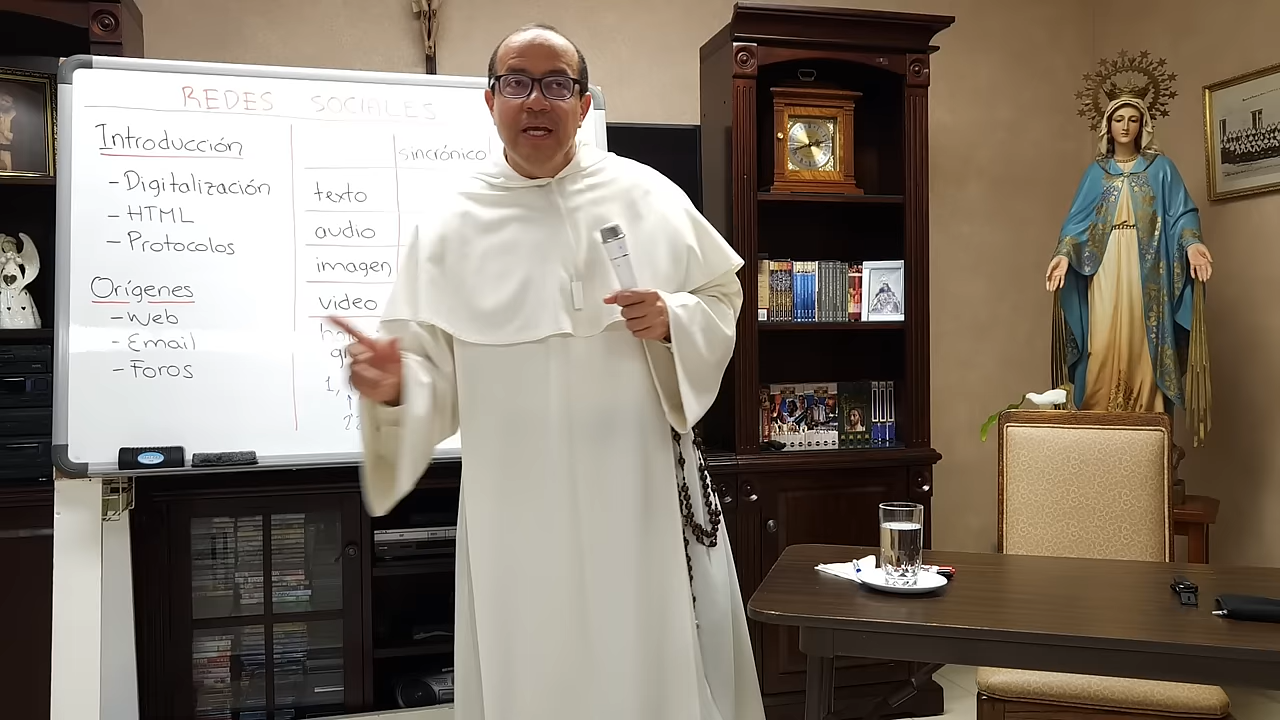 REDES SOCIALES
Introducción
-Digitalización
-HTML
-Protocolos
Orígenes
-Web
-Email
-Foros
sincrónico
texto
audio
imagen
video